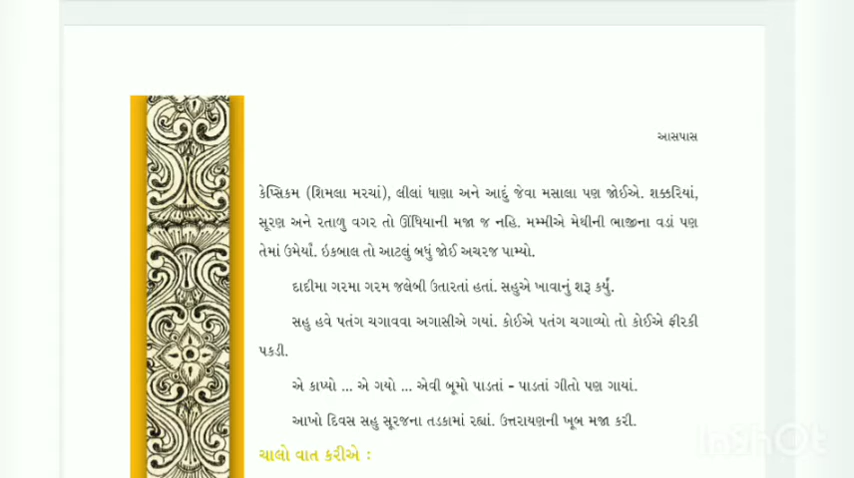 આસપાસ
કેપ્સિકમ (શિમલા મરચાં), લીલાં ધાણા અને આદું જેવા મસાલા પણ જોઈએ. શક્કરિયાં,
સૂરણ અને રતાળુ વગર તો ઊંધિયાની મજા જ નહિ. મમ્મીએ મેથીની ભાજીના વડાં પણ
તેમાં ઉમેર્યાં. ઇકબાલ તો આટલું બધું જોઈ અચરજ પામ્યો.
દાદીમા ગરમા ગરમ જલેબી ઉતારતાં હતાં. સહુએ ખાવાનું શરૂ કર્યું.
સહુ હવે પતંગ ચગાવવા અગાસીએ ગયાં. કોઈએ પતંગ ચગાવ્યો તો કોઈએ ફીરકી
પકડી.
એ કાપ્યો ... એ ગયો ... એવી બૂમો પાડતાં - પાડતાં ગીતો પણ ગાયાં.
આખો દિવસ સહુ સૂરજના તડકામાં રહ્યાં. ઉત્તરાયણની ખૂબ મજા કરી.
ચાલો વાત કરીએ :
InShOt